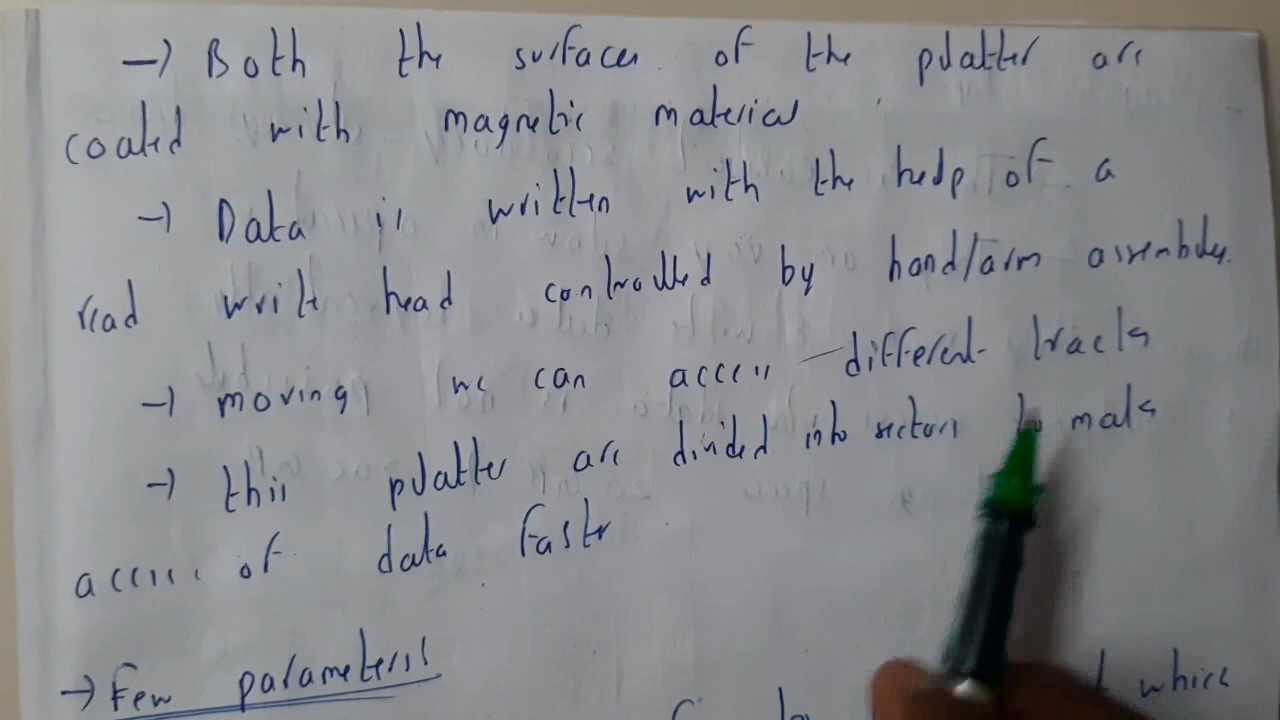 → Both the surfaces of the platter are
coated with magnetic material
→ Data is written with the help of a
read write head controlled by hand/arm assembly.
→ moving we can access different tracks
→ this platter are divided into sectors to make
access of data faster
→ Few parameters:
which